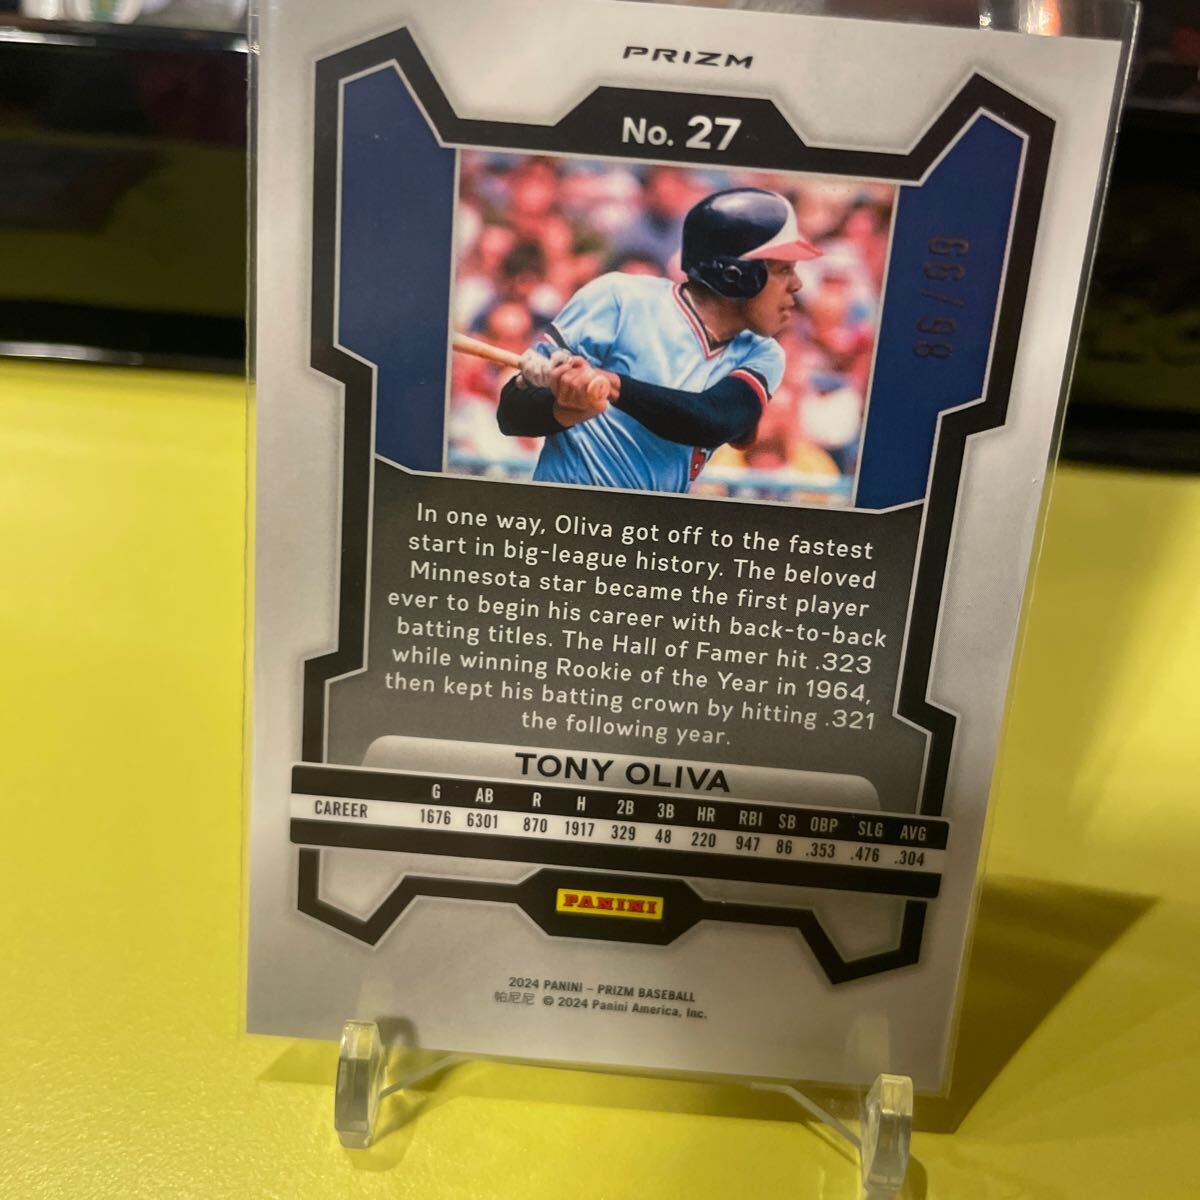 PRIZM
No. 27
86/99
In one way, Oliva got off to the fastest
start in big-league history. The beloved
Minnesota star became the first player
ever to begin his career with back-to-back
batting titles. The Hall of Famer hit .323
while winning Rookie of the Year in 1964,
then kept his batting crown by hitting .321
the following year.
TONY OLIVA
G AB R H 2B 3B HR RBI SB OBP SLG AVG
CAREER 1676 6301 870 1917 329 48 220 947 86 .353 .476 .304
PANINI
2024 PANINI – PRIZM BASEBALL
帕尼尼 © 2024 Panini America, Inc.